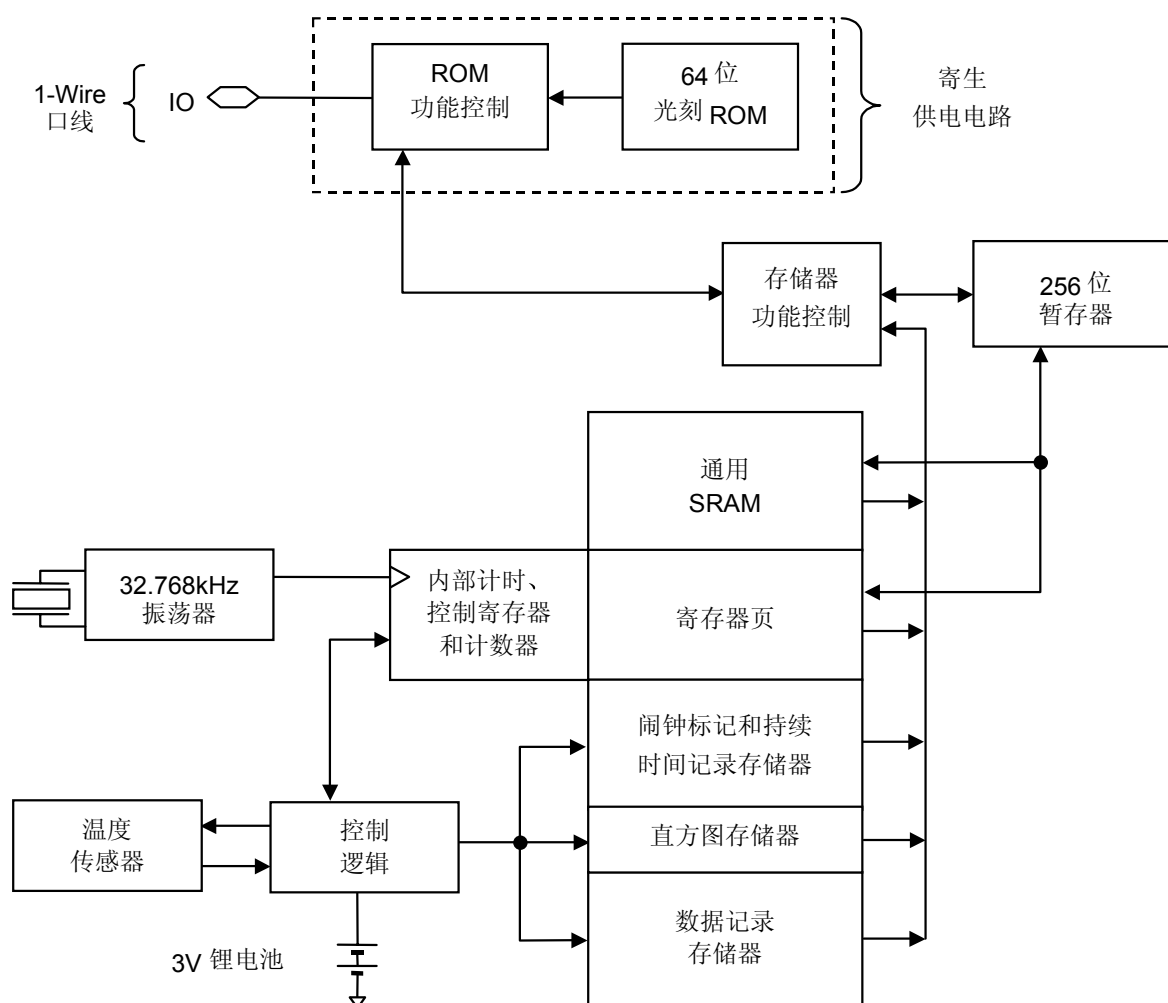 1-Wire
口线
IO
ROM
功能控制
64 位
光刻 ROM
寄生
供电电路
存储器
功能控制
256 位
暂存器
通用
SRAM
32.768kHz
振荡器
内部计时、
控制寄存器
和计数器
寄存器页
闹钟标记和持续
时间记录存储器
温度
传感器
控制
逻辑
直方图存储器
数据记录
存储器
3V 锂电池